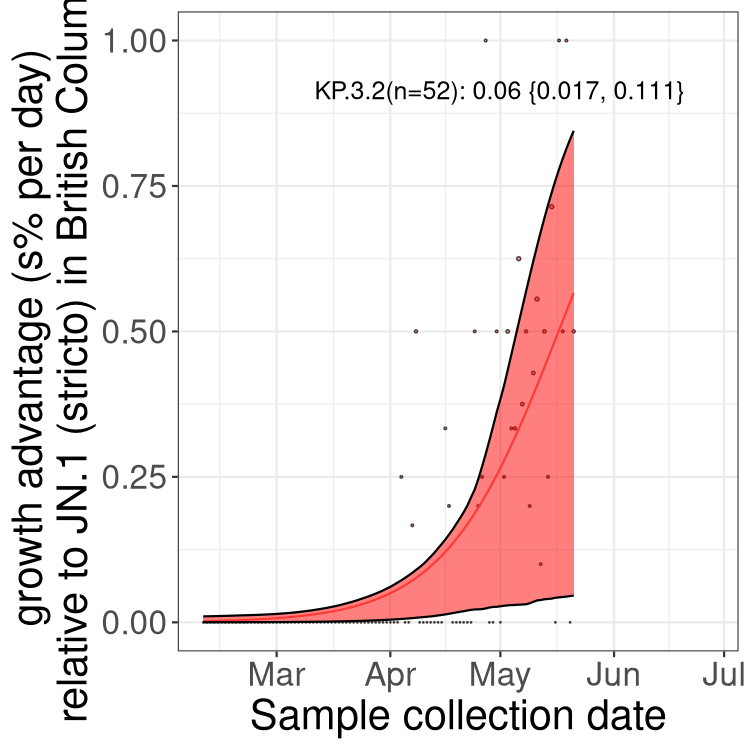 growth advantage (s% per day)
relative to JN.1 (stricto) in British Colum
1.00
0.75
0.50
0.25
0.00
KP.3.2(n=52): 0.06 {0.017, 0.111}
Mar Apr May Jun Jul
Sample collection date